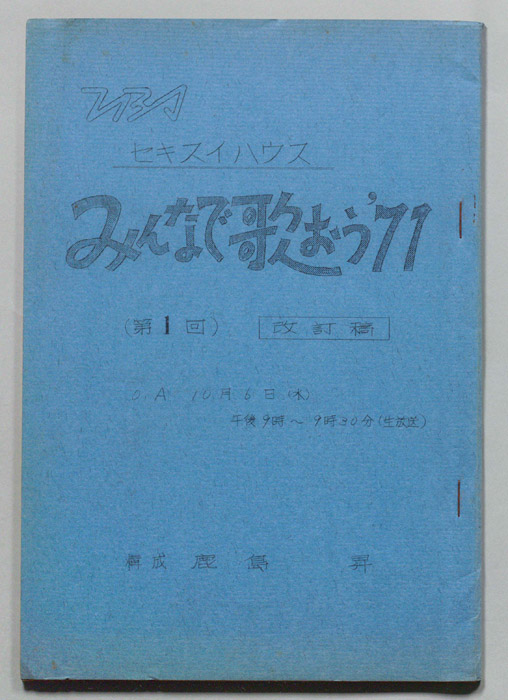 TBS
セキスイハウス
みんなで歌おう'71
(第1回) 改訂稿
O.A 10月6日(水)
午後9時〜9時30分(生放送)
構成 鹿島 昇